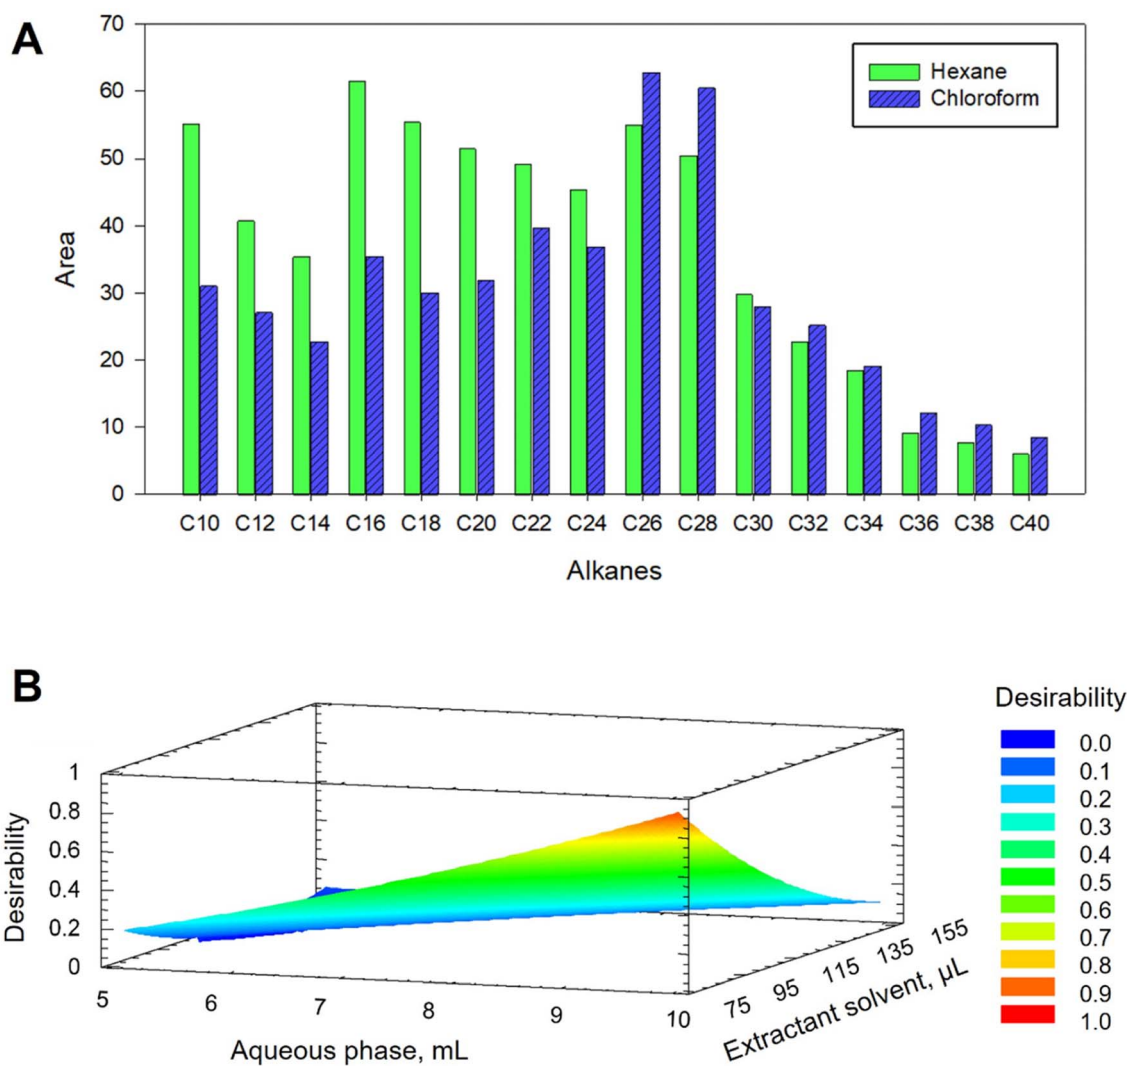 A
70
60
50
40
30
20
10
0
Area
Hexane
Chloroform
C10 C12 C14 C16 C18 C20 C22 C24 C26 C28 C30 C32 C34 C36 C38 C40
Alkanes
B
Desirability
1
0.8
0.6
0.4
0.2
0
Desirability
5 6 7 8 9 10
Aqueous phase, mL
75 95 115 135 155
Extractant solvent, µL
0.0
0.1
0.2
0.3
0.4
0.5
0.6
0.7
0.8
0.9
1.0